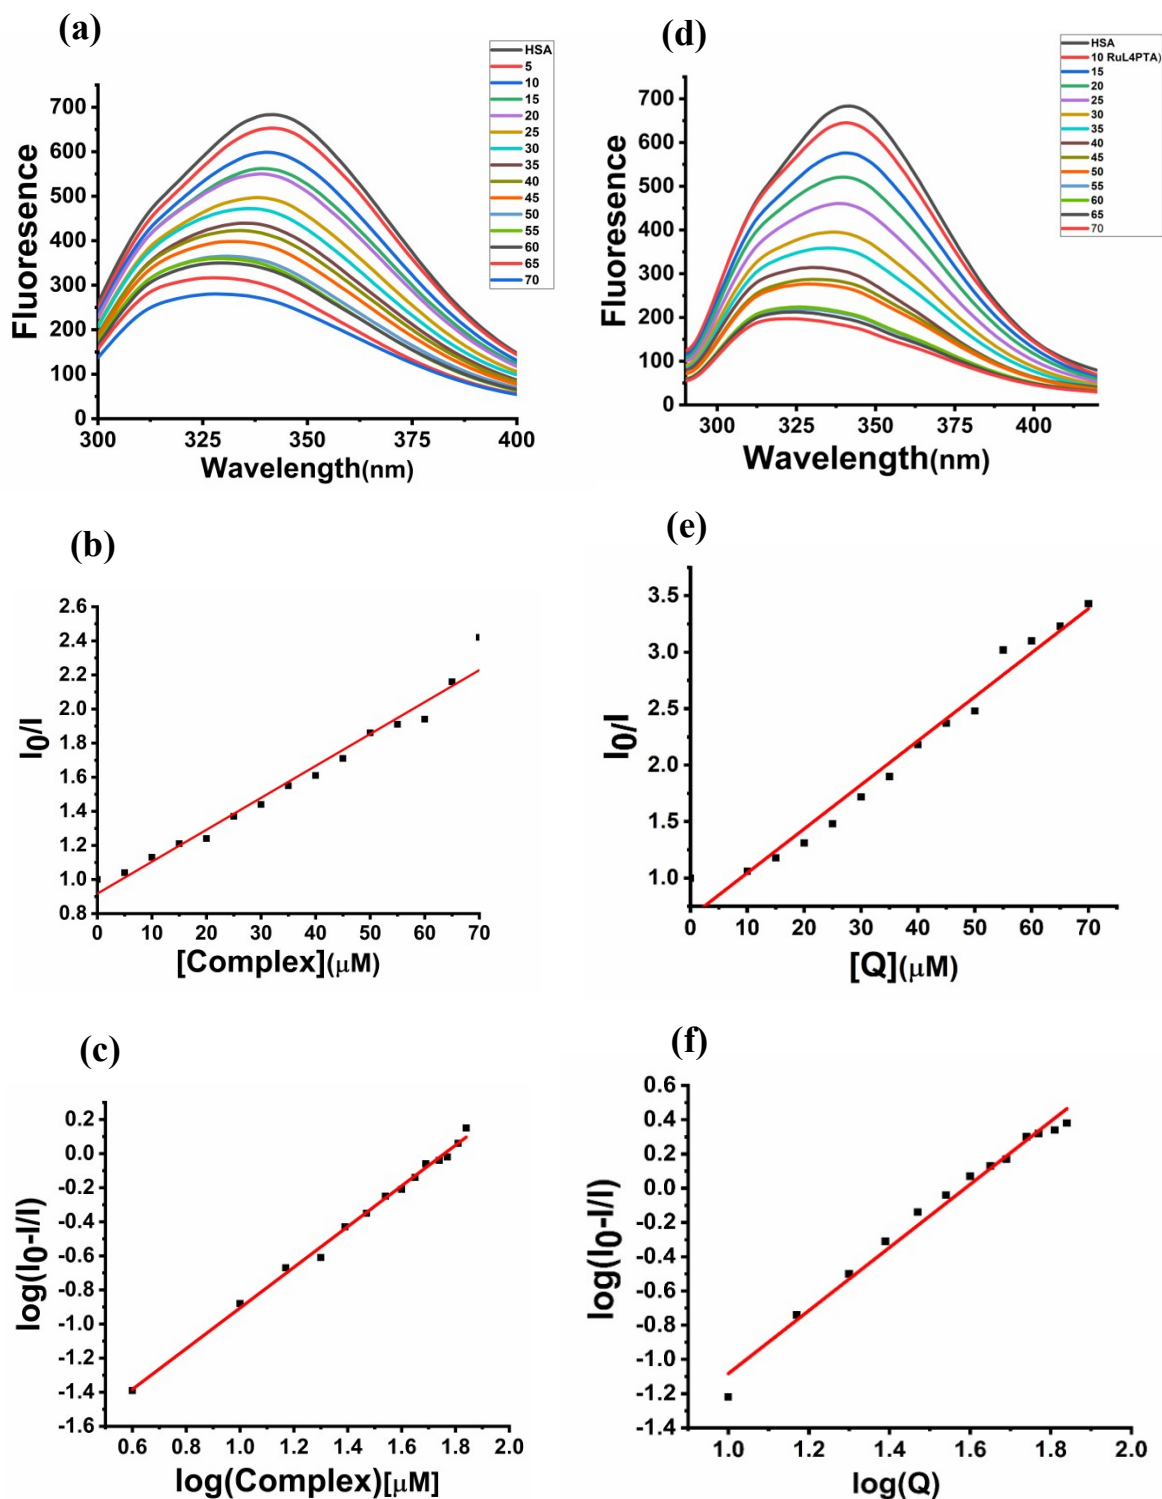 (a)
HSA
5
10
15
20
25
30
35
40
45
50
55
60
65
70
700
600
500
400
300
200
100
0
300 325 350 375 400
Fluoresence
Wavelength(nm)
(d)
HSA
10 RuL4PTA)
15
20
25
30
35
40
45
50
55
60
65
70
700
600
500
400
300
200
100
0
300 325 350 375 400
Fluoresence
Wavelength(nm)
(b)
2.6
2.4
2.2
2.0
1.8
1.6
1.4
1.2
1.0
0.8
0 10 20 30 40 50 60 70
I0/I
[Complex](μM)
(e)
3.5
3.0
2.5
2.0
1.5
1.0
0 10 20 30 40 50 60 70
I0/I
[Q](μM)
(c)
0.2
0.0
-0.2
-0.4
-0.6
-0.8
-1.0
-1.2
-1.4
-1.6
0.6 0.8 1.0 1.2 1.4 1.6 1.8 2.0
log(I0-I/I)
log(Complex)[μM]
(f)
0.6
0.4
0.2
0.0
-0.2
-0.4
-0.6
-0.8
-1.0
-1.2
-1.4
1.0 1.2 1.4 1.6 1.8 2.0
log(I0-I/I)
log(Q)